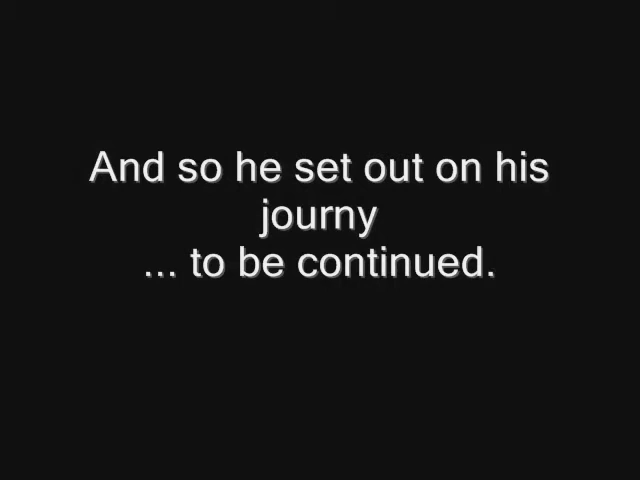 And so he set out on his
journy
... to be continued.